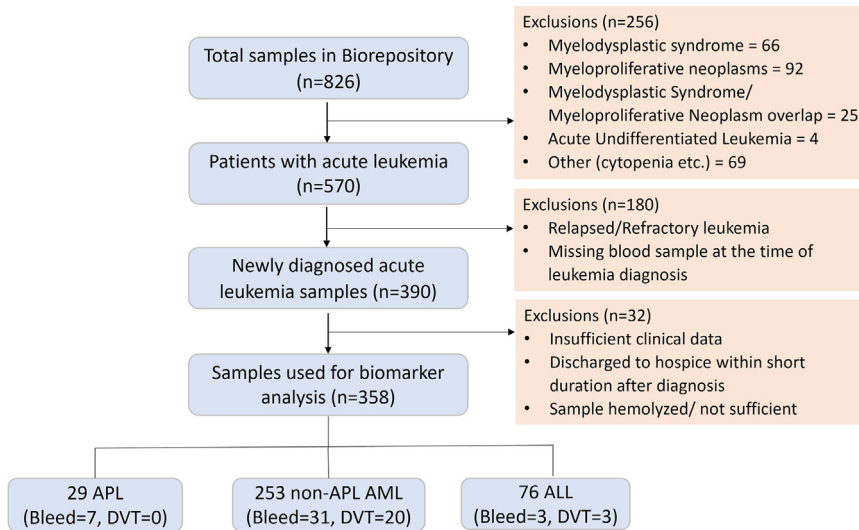 Total samples in Biorepository
(n=826)
Exclusions (n=256)
• Myelodysplastic syndrome = 66
• Myeloproliferative neoplasms = 92
• Myelodysplastic Syndrome/
Myeloproliferative Neoplasm overlap = 25
• Acute Undifferentiated Leukemia = 4
• Other (cytopenia etc.) = 69
Patients with acute leukemia
(n=570)
Exclusions (n=180)
• Relapsed/Refractory leukemia
• Missing blood sample at the time of
leukemia diagnosis
Newly diagnosed acute
leukemia samples (n=390)
Exclusions (n=32)
• Insufficient clinical data
• Discharged to hospice within short
duration after diagnosis
• Sample hemolyzed/ not sufficient
Samples used for biomarker
analysis
(n=358)
29 APL
(Bleed=7, DVT=0)
253 non-APL AML
(Bleed=31, DVT=20)
76 ALL
(Bleed=3, DVT=3)